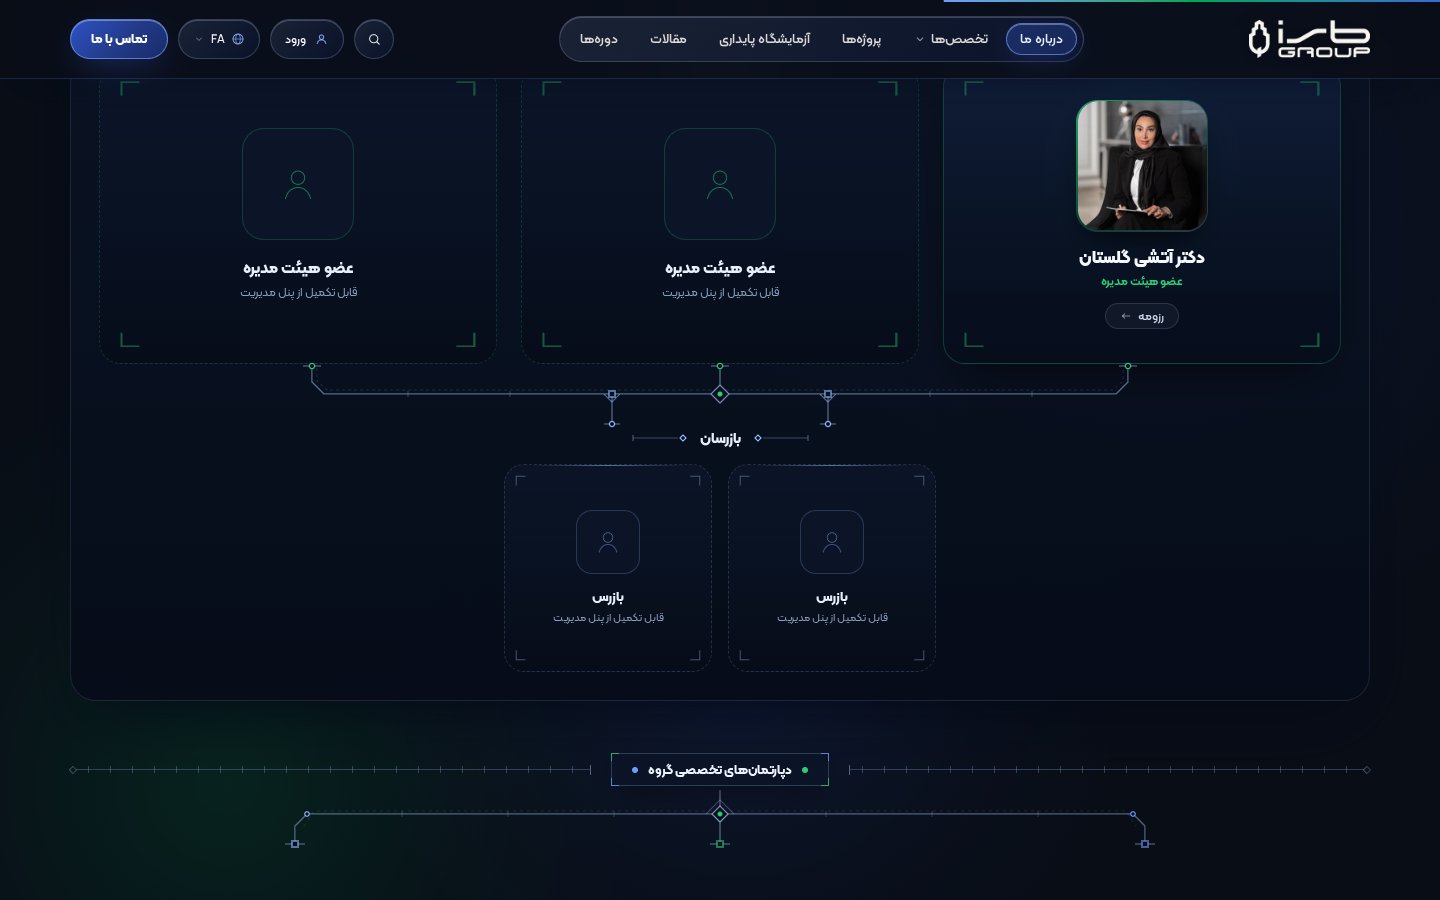 isrb
GROUP
درباره ما
تخصص‌ها
پروژه‌ها
آزمایشگاه پایداری
مقالات
دوره‌ها
ورود
FA
تماس با ما
دکتر آتشی گلستان
عضو هیئت مدیره
رزومه ←
عضو هیئت مدیره
قابل تکمیل از پنل مدیریت
عضو هیئت مدیره
قابل تکمیل از پنل مدیریت
بازرسان
بازرس
قابل تکمیل از پنل مدیریت
بازرس
قابل تکمیل از پنل مدیریت
دپارتمان‌های تخصصی گروه